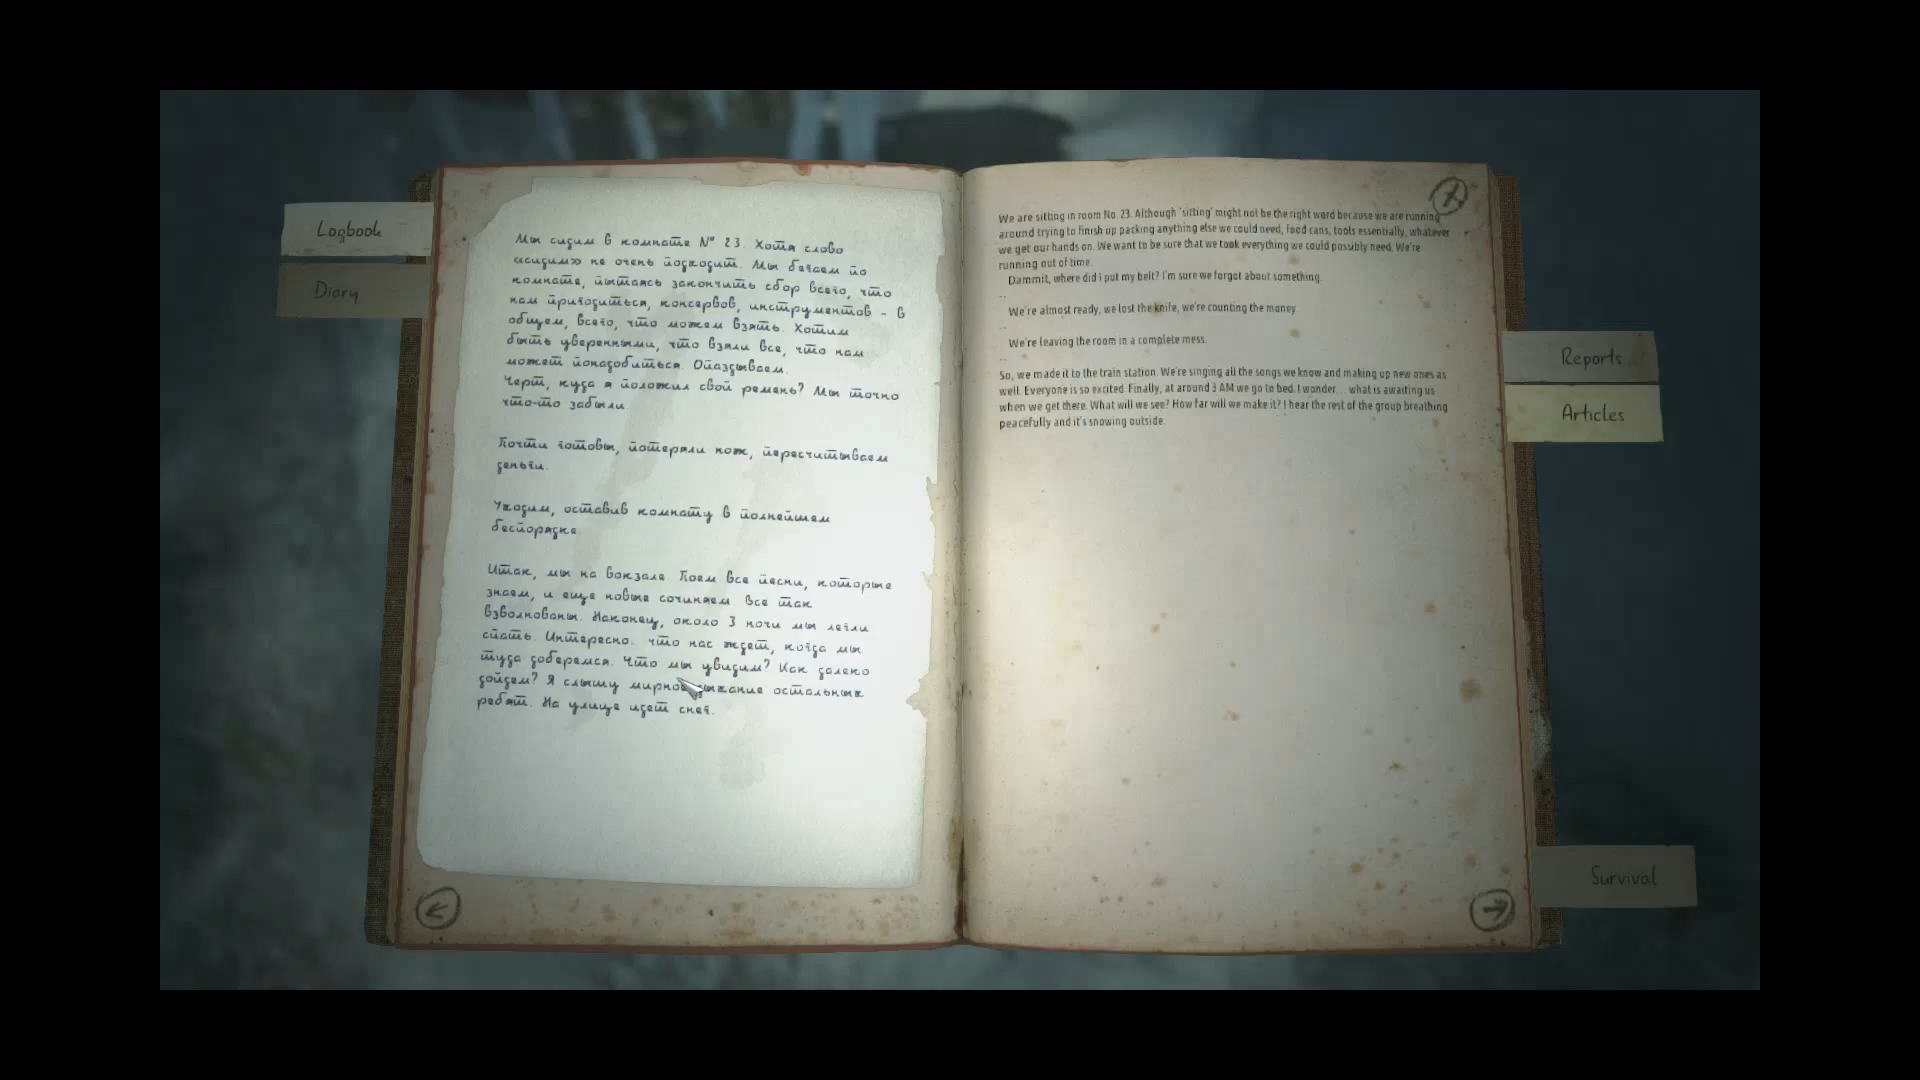 Logbook
Diary
Мы сидим в комнате № 23. Хотя слово
«сидим» не очень подходит. Мы бегаем по
комнате, пытаясь закончить сбор всего, что
нам пригодиться, консервов, инструментов - в
общем, всего, что можем взять. Хотим
быть уверенными, что взяли все, что нам
может понадобиться. Опаздываем.
Черт, куда я положил свой ремень? Мы точно
что-то забыли.
Почти готовы, потеряли нож, пересчитываем
деньги.
Уходим, оставив комнату в полнейшем
беспорядке.
Итак, мы на вокзале. Поем все песни, которые
знаем, и еще новые сочиняем. Все так
взволнованы. Наконец, около 3 ночи мы легли
спать. Интересно.. что нас ждет, когда мы
туда доберемся. Что мы увидим? Как далеко
дойдем? Я слышу мирное дыхание остальных
ребят. На улице идет снег.
We are sitting in room No. 23. Although 'sitting' might not be the right word because we are running
around trying to finish up packing anything else we could need, food cans, tools essentially, whatever
we get our hands on. We want to be sure that we took everything we could possibly need. We're
running out of time.
Dammit, where did i put my belt? I'm sure we forgot about something.
..
We're almost ready, we lost the knife, we're counting the money.
..
We're leaving the room in a complete mess.
..
So, we made it to the train station. We're singing all the songs we know and making up new ones as
well. Everyone is so excited. Finally, at around 3 AM we go to bed. I wonder... what is awaiting us
when we get there. What will we see? How far will we make it? I hear the rest of the group breathing
peacefully and it's snowing outside.
Reports
Articles
Survival